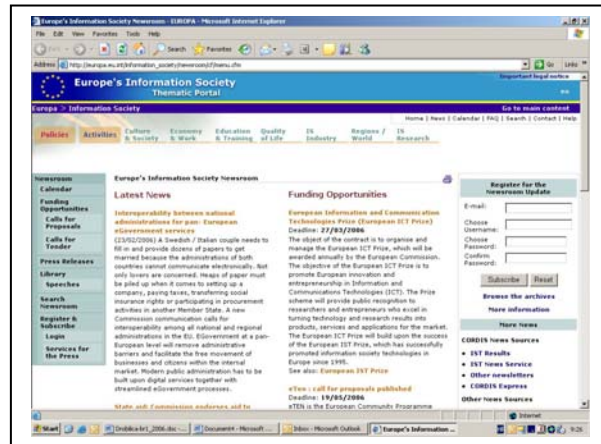 Europe's Information Society Newsroom - EUROPA - Microsoft Internet Explorer
File Edit View Favorites Tools Help
Back Search Favorites
Address http://europa.eu.int/information_society/newsroom/cf/menu.cfm Go Links
Important legal notice
Europe's Information Society
Thematic Portal
en
Europa > Information Society Go to main content
Home | News | Calendar | FAQ | Search | Contact | Help
Policies Activities Culture & Society Economy & Work Education & Training Quality of Life IS Industry Regions / World IS Research
Newsroom
Calendar
Funding Opportunities
Calls for Proposals
Calls for Tender
Press Releases
Library
Speeches
Search Newsroom
Register & Subscribe
Login
Services for the Press
Europe's Information Society Newsroom
Latest News
Interoperability between national
administrations for pan: European
eGovernment services
(23/02/2006) A Swedish / Italian couple needs to
fill in and provide dozens of papers to get
married because the administrations of both
countries cannot communicate electronically. Not
only lovers are concerned. Heaps of paper must
be piled up when it comes to setting up a
company, paying taxes, transferring social
insurance rights or participating in procurement
activities in another Member State. A new
Commission communication calls for
interoperability among all national and regional
administrations in the EU. EGovernment at a pan-
European level will remove administrative
barriers and facilitate the free movement of
businesses and citizens within the internal
market. Modern public administration has to be
built upon digital services together with
streamlined eGovernment processes.
State aid: Commission endorses aid to
Funding Opportunities
European Information and Communication
Technologies Prize (European ICT Prize)
Deadline: 27/03/2006
The object of the contract is to organise and
manage the European ICT Prize, which will be
awarded annually by the European Commission.
The objective of the European ICT Prize is to
promote European innovation and
entrepreneurship in Information and
Communications Technologies (ICT). The Prize
scheme will provide public recognition to
researchers and entrepreneurs who excel in
turning technology and research results into
products, services and applications for the market.
The European ICT Prize will build upon the success
of the European IST Prize, which has successfully
promoted information society technologies in
Europe since 1995.
See also: European IST Prize
eTen : call for proposals published
Deadline: 19/05/2006
eTEN is the European Community Programme
Register for the
Newsroom Update
E-mail:
Choose Username:
Choose Password:
Confirm Password:
Subscribe Reset
Browse the archives
More information
More News
CORDIS News Sources
IST Results
IST News Service
Other newsletters
CORDIS Express
Other News Sources
Internet
Start Drobilica-br1_2006.doc -... Document4 - Microsoft ... Inbox - Microsoft Outlook Europe's Information ... 9:26